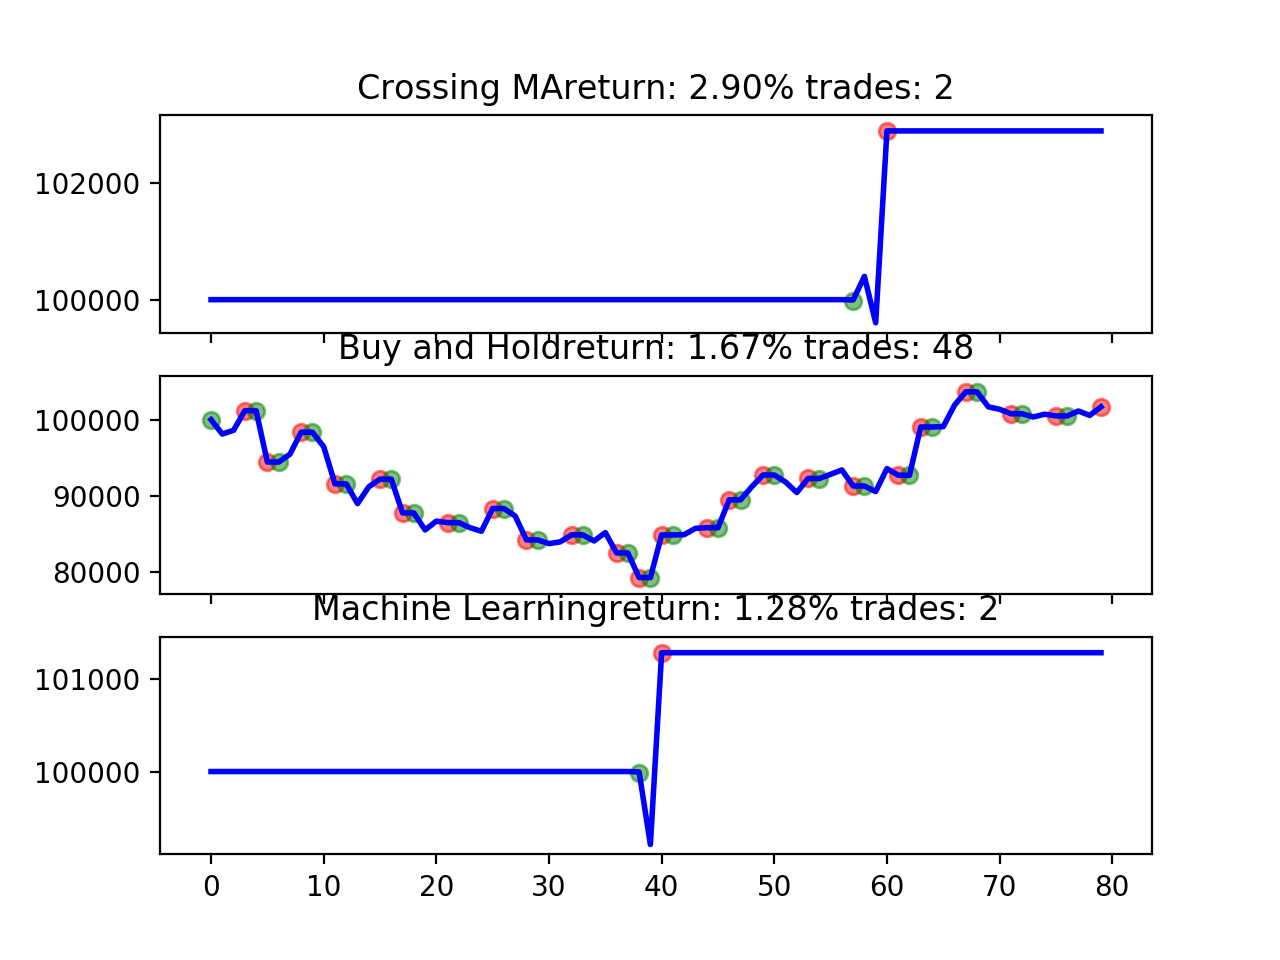 Crossing MAreturn: 2.90% trades: 2
102000
100000
Buy and Holdreturn: 1.67% trades: 48
100000
90000
80000
Machine Learningreturn: 1.28% trades: 2
101000
100000
0 10 20 30 40 50 60 70 80